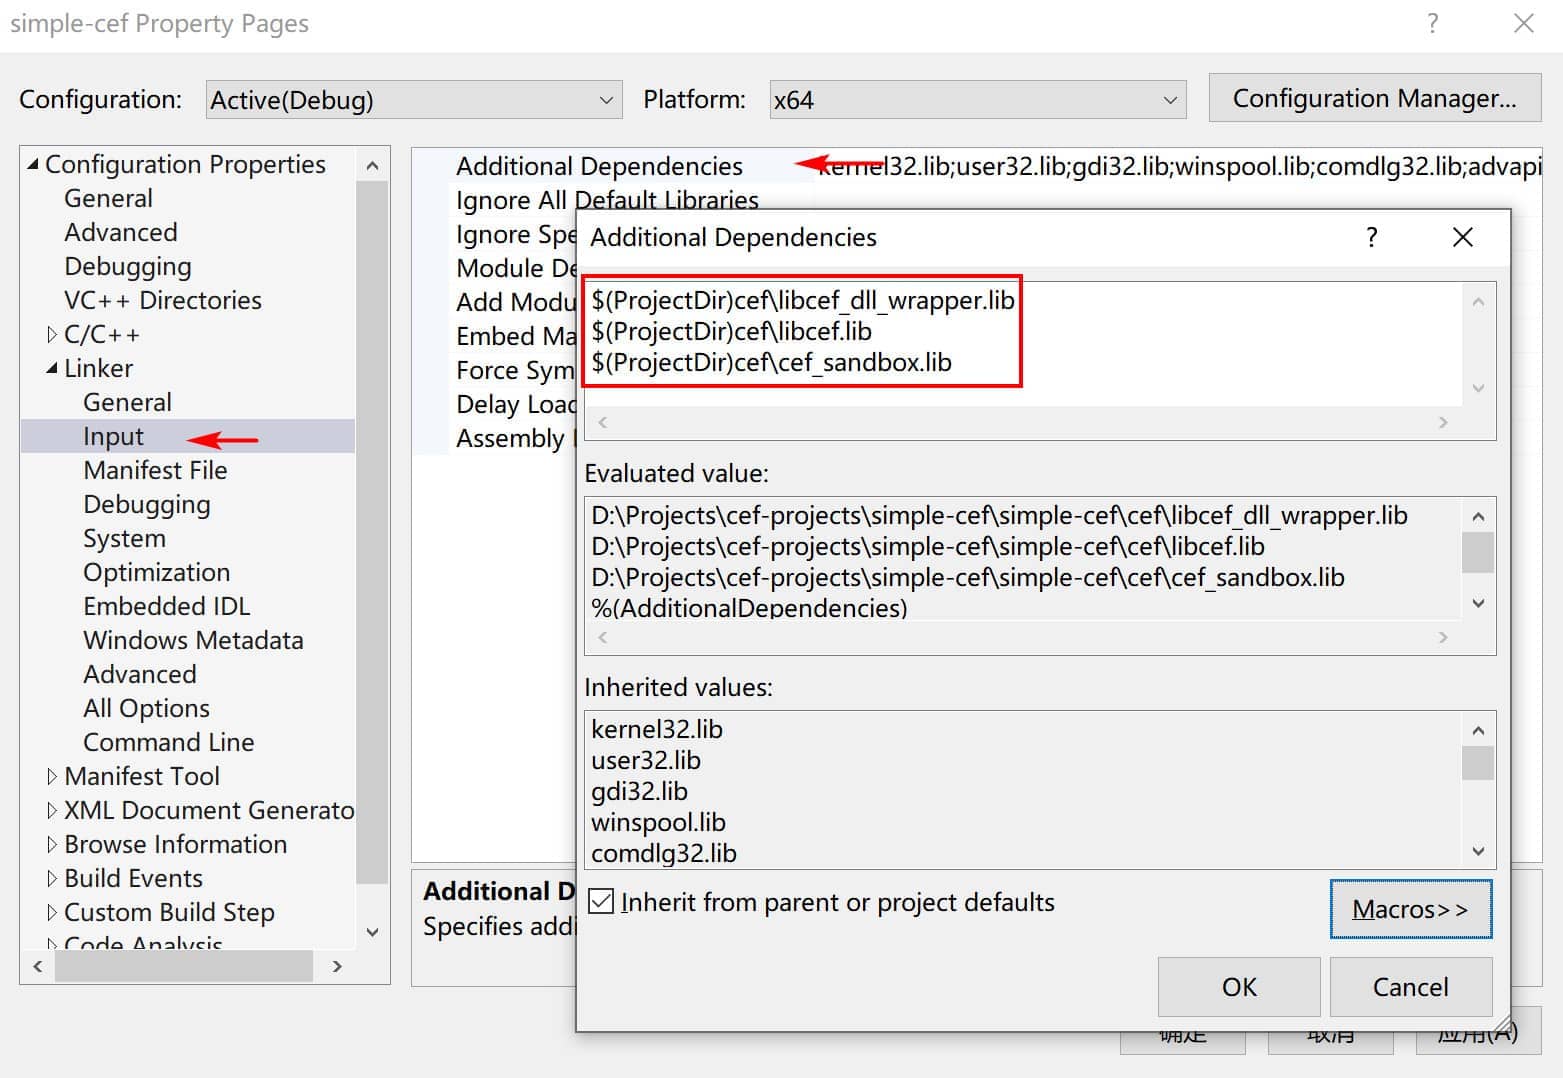 simple-cef Property Pages
Configuration: Active(Debug) Platform: x64 Configuration Manager...
Configuration Properties
General
Advanced
Debugging
VC++ Directories
C/C++
Linker
General
Input
Manifest File
Debugging
System
Optimization
Embedded IDL
Windows Metadata
Advanced
All Options
Command Line
Manifest Tool
XML Document Generato
Browse Information
Build Events
Custom Build Step
Code Analysis
Additional Dependencies kernel32.lib;user32.lib;gdi32.lib;winspool.lib;comdlg32.lib;advapi
Ignore All Default Libraries
Ignore Spe
Module De
Add Modu
Embed Ma
Force Sym
Delay Load
Assembly
Additional D
Specifies addi
Additional Dependencies
$(ProjectDir)cef\libcef_dll_wrapper.lib
$(ProjectDir)cef\libcef.lib
$(ProjectDir)cef\cef_sandbox.lib
Evaluated value:
D:\Projects\cef-projects\simple-cef\simple-cef\cef\libcef_dll_wrapper.lib
D:\Projects\cef-projects\simple-cef\simple-cef\cef\libcef.lib
D:\Projects\cef-projects\simple-cef\simple-cef\cef\cef_sandbox.lib
%(AdditionalDependencies)
Inherited values:
kernel32.lib
user32.lib
gdi32.lib
winspool.lib
comdlg32.lib
Inherit from parent or project defaults
Macros>>
OK Cancel
确定 取消 应用(A)